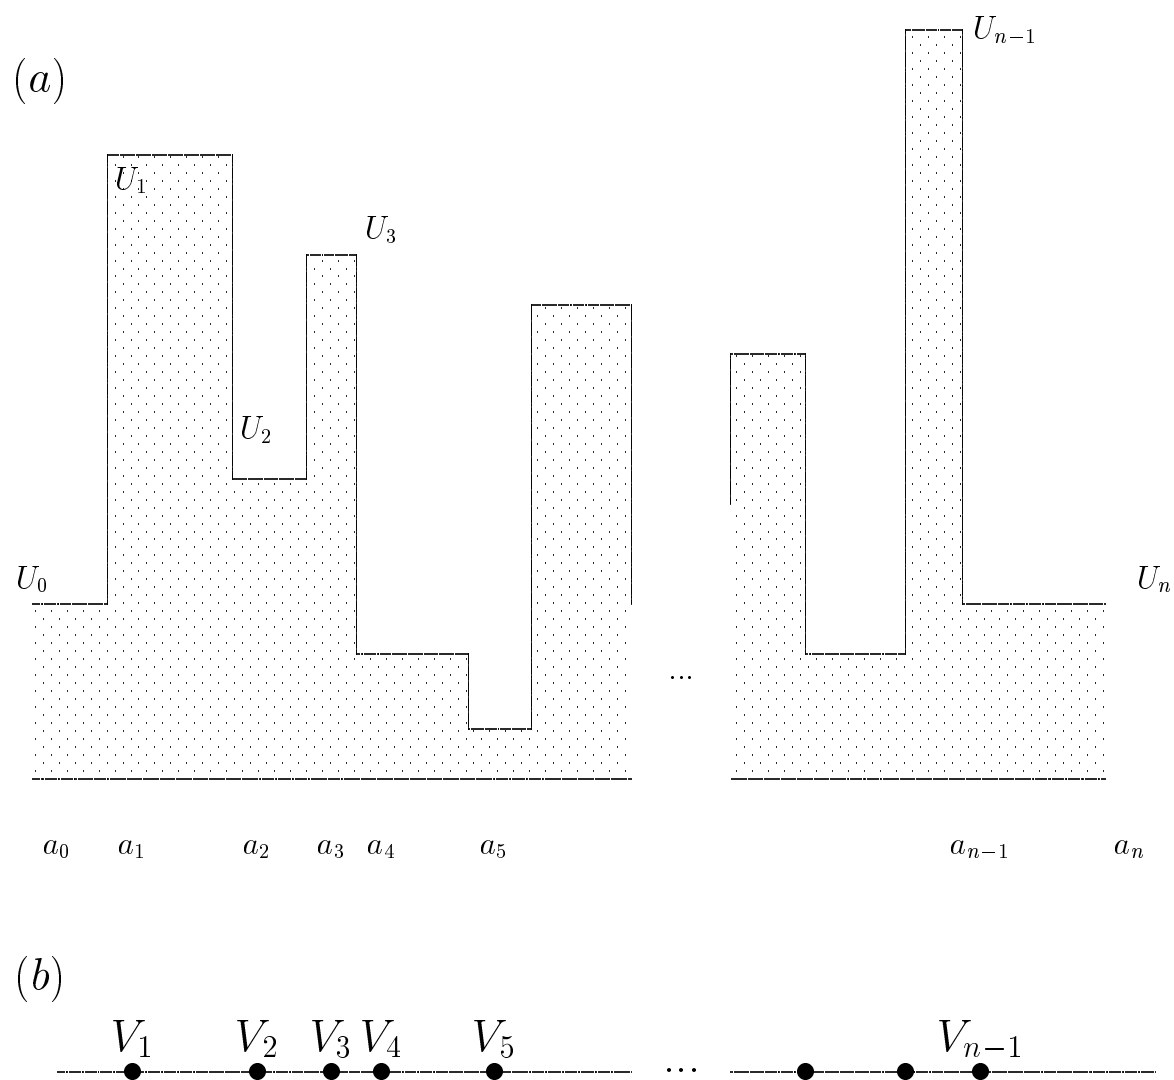 (a)
U_{n-1}
U_1
U_3
U_2
U_0
U_n
...
a_0 a_1 a_2 a_3 a_4 a_5 a_{n-1} a_n
(b)
V_1 V_2 V_3 V_4 V_5 V_{n-1}
...